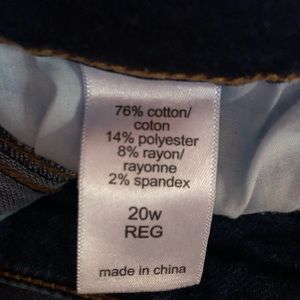 76% cotton/
coton
14% polyester
8% rayon/
rayonne
2% spandex
20w
REG
made in china